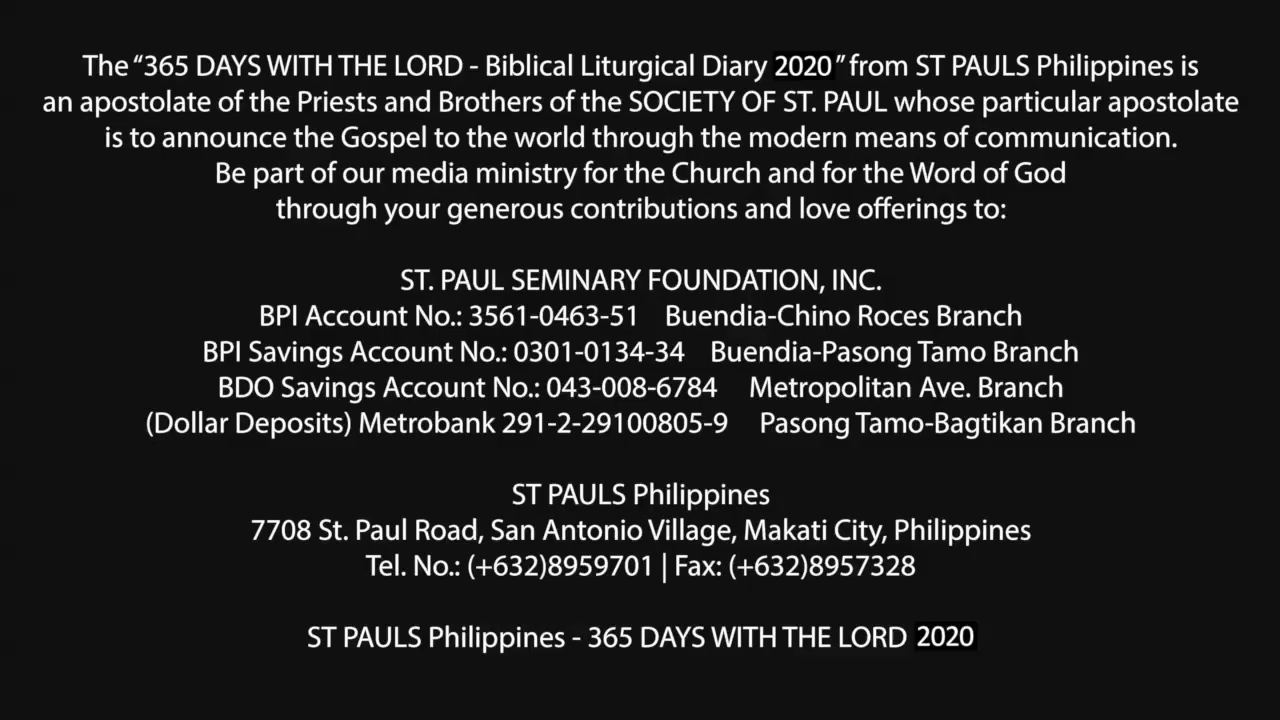 The “365 DAYS WITH THE LORD - Biblical Liturgical Diary 2020” from ST PAULS Philippines is
an apostolate of the Priests and Brothers of the SOCIETY OF ST. PAUL whose particular apostolate
is to announce the Gospel to the world through the modern means of communication.
Be part of our media ministry for the Church and for the Word of God
through your generous contributions and love offerings to:
ST. PAUL SEMINARY FOUNDATION, INC.
BPI Account No.: 3561-0463-51 Buendia-Chino Roces Branch
BPI Savings Account No.: 0301-0134-34 Buendia-Pasong Tamo Branch
BDO Savings Account No.: 043-008-6784 Metropolitan Ave. Branch
(Dollar Deposits) Metrobank 291-2-29100805-9 Pasong Tamo-Bagtikan Branch
ST PAULS Philippines
7708 St. Paul Road, San Antonio Village, Makati City, Philippines
Tel. No.: (+632)8959701 | Fax: (+632)8957328
ST PAULS Philippines - 365 DAYS WITH THE LORD 2020